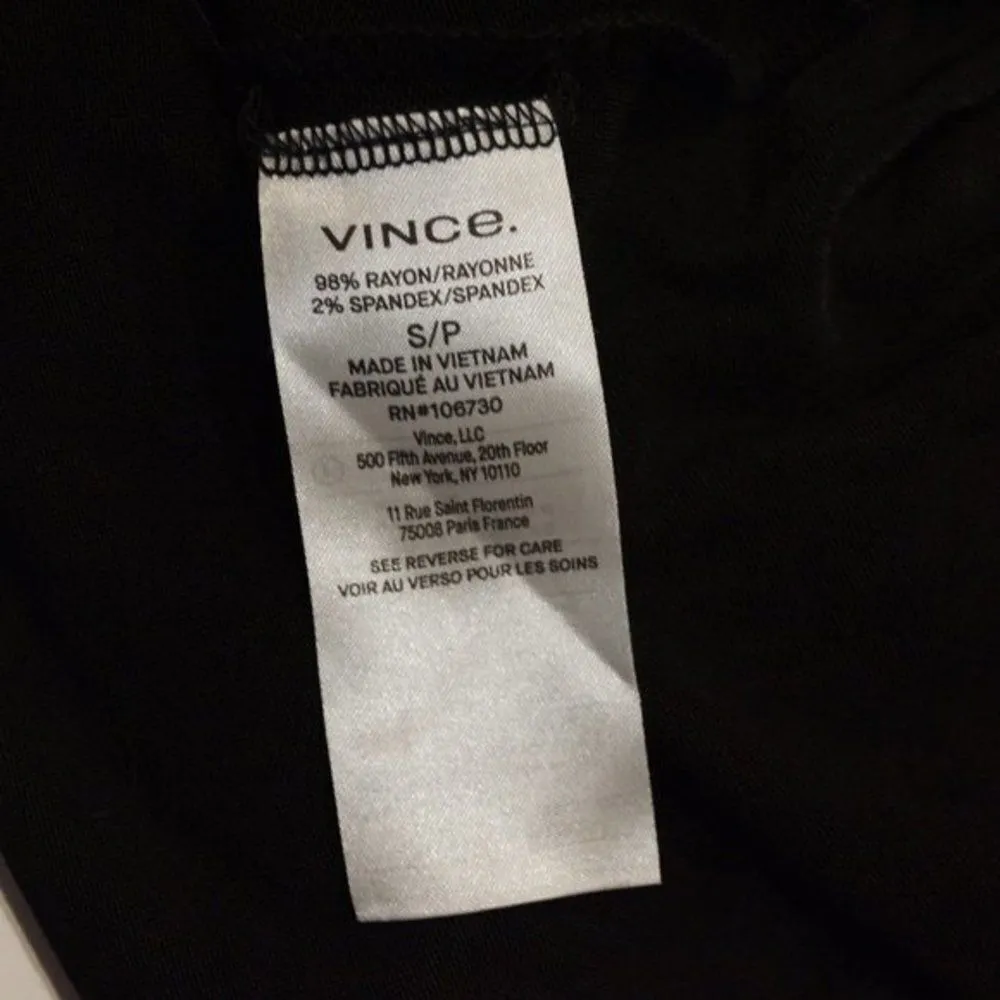 VINCe.
98% RAYON/RAYONNE
2% SPANDEX/SPANDEX
S/P
MADE IN VIETNAM
FABRIQUÉ AU VIETNAM
RN#106730
Vince, LLC
500 Fifth Avenue, 20th Floor
New York, NY 10110
11 Rue Saint Florentin
75008 Paris France
SEE REVERSE FOR CARE
VOIR AU VERSO POUR LES SOINS